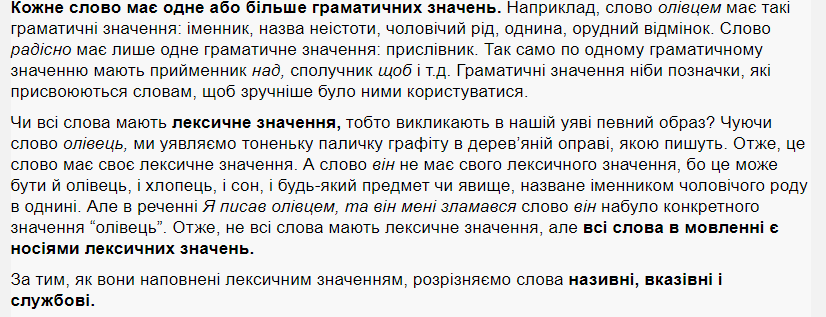 Кожне слово має одне або більше граматичних значень. Наприклад, слово олівцем має такі
граматичні значення: іменник, назва неістоти, чоловічий рід, однина, орудний відмінок. Слово
радісно має лише одне граматичне значення: прислівник. Так само по одному граматичному
значенню мають прийменник над, сполучник щоб і т.д. Граматичні значення ніби позначки, які
присвоюються словам, щоб зручніше було ними користуватися.
Чи всі слова мають лексичне значення, тобто викликають в нашій уяві певний образ? Чуючи
слово олівець, ми уявляємо тоненьку паличку графіту в дерев’яній оправі, якою пишуть. Отже, це
слово має своє лексичне значення. А слово він не має свого лексичного значення, бо це може
бути й олівець, і хлопець, і сон, і будь-який предмет чи явище, назване іменником чоловічого роду
в однині. Але в реченні Я писав олівцем, та він мені зламався слово він набуло конкретного
значення “олівець”. Отже, не всі слова мають лексичне значення, але всі слова в мовленні є
носіями лексичних значень.
За тим, як вони наповнені лексичним значенням, розрізняємо слова називні, вказівні і
службові.